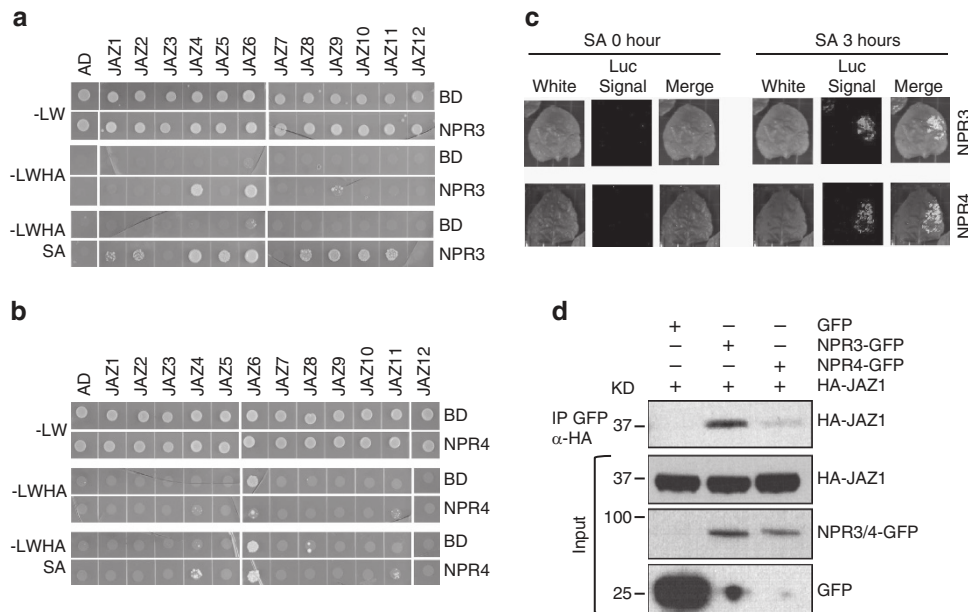 a
AD JAZ1 JAZ2 JAZ3 JAZ4 JAZ5 JAZ6 JAZ7 JAZ8 JAZ9 JAZ10 JAZ11 JAZ12
-LW
BD
NPR3
-LWHA
BD
NPR3
-LWHA
SA
BD
NPR3
b
AD JAZ1 JAZ2 JAZ3 JAZ4 JAZ5 JAZ6 JAZ7 JAZ8 JAZ9 JAZ10 JAZ11 JAZ12
-LW
BD
NPR4
-LWHA
BD
NPR4
-LWHA
SA
BD
NPR4
c
SA 0 hour SA 3 hours
White Luc Signal Merge White Luc Signal Merge
NPR3
NPR4
d
+ – – GFP
– + – NPR3-GFP
– – + NPR4-GFP
KD + + + HA-JAZ1
IP GFP
α-HA
37
HA-JAZ1
Input
37
HA-JAZ1
100
NPR3/4-GFP
25
GFP